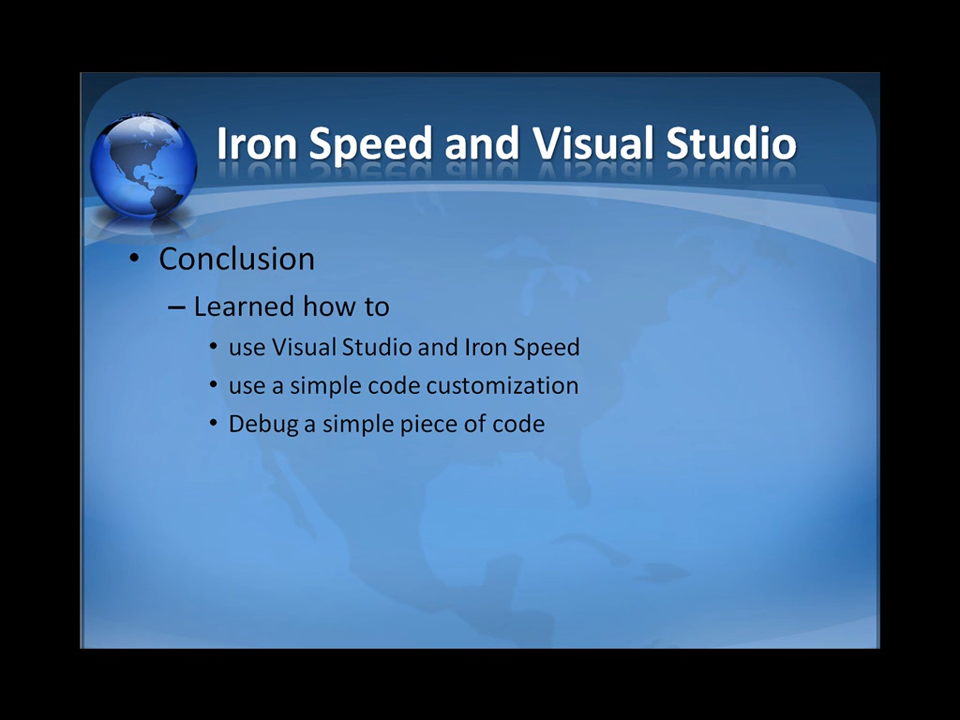 Iron Speed and Visual Studio
• Conclusion
– Learned how to
• use Visual Studio and Iron Speed
• use a simple code customization
• Debug a simple piece of code